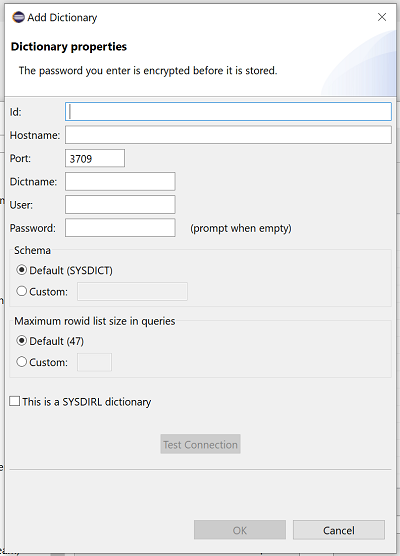 Add Dictionary
Dictionary properties
The password you enter is encrypted before it is stored.
Id:
Hostname:
Port: 3709
Dictname:
User:
Password: (prompt when empty)
Schema
Default (SYSDICT)
Custom:
Maximum rowid list size in queries
Default (47)
Custom:
This is a SYSDIRL dictionary
Test Connection
OK Cancel